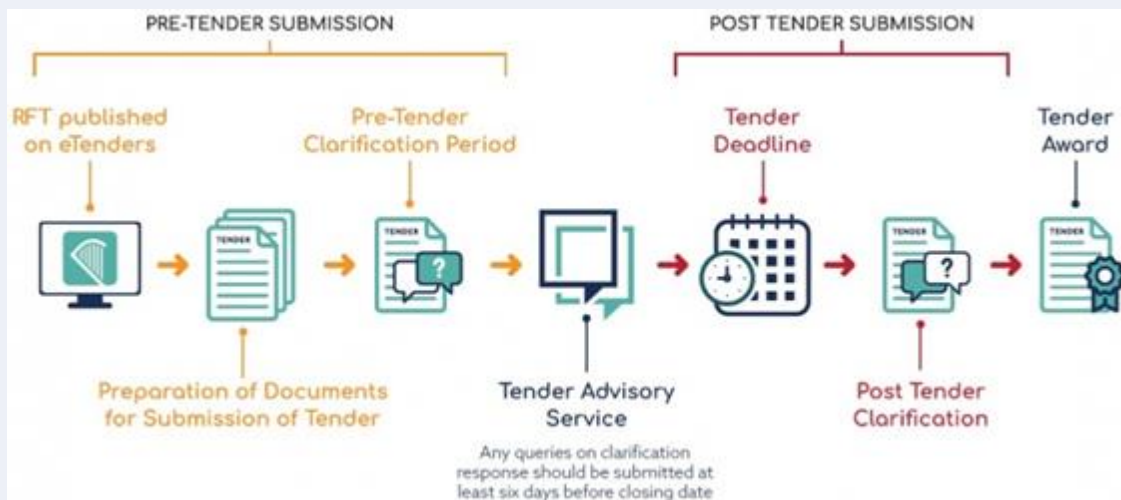 PRE-TENDER SUBMISSION
POST TENDER SUBMISSION
RFT published
on eTenders
Pre-Tender
Clarification Period
Tender
Deadline
Tender
Award
TENDER
TENDER
?
TENDER
?
Preparation of Documents
for Submission of Tender
Tender Advisory
Service
Any queries on clarification
response should be submitted at
least six days before closing date
Post Tender
Clarification